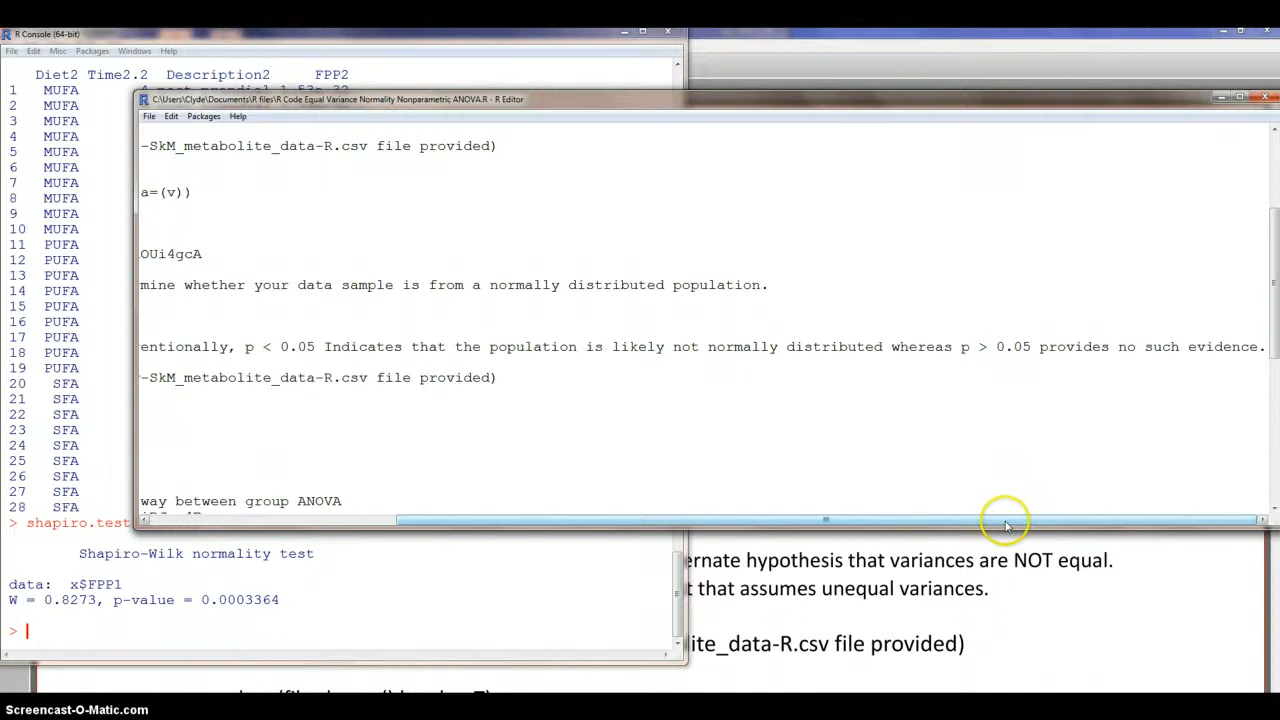 R Console (64-bit)
File Edit Misc Packages Windows Help
Diet2 Time2.2 Description2 FPP2
1 MUFA 4 post prandial 1.53e-32
2 MUFA
3 MUFA
4 MUFA
5 MUFA
6 MUFA
7 MUFA
8 MUFA
9 MUFA
10 MUFA
11 PUFA
12 PUFA
13 PUFA
14 PUFA
15 PUFA
16 PUFA
17 PUFA
18 PUFA
19 PUFA
20 SFA
21 SFA
22 SFA
23 SFA
24 SFA
25 SFA
26 SFA
27 SFA
28 SFA
> shapiro.test
Shapiro-Wilk normality test
data: x$FPP1
W = 0.8273, p-value = 0.0003364
>
C:\Users\Clyde\Documents\R files\R Code Equal Variance Normality Nonparametric ANOVA.R - R Editor
File Edit Packages Help
-SkM_metabolite_data-R.csv file provided)
a=(v))
OUi4gcA
mine whether your data sample is from a normally distributed population.
entionally, p < 0.05 Indicates that the population is likely not normally distributed whereas p > 0.05 provides no such evidence.
-SkM_metabolite_data-R.csv file provided)
way between group ANOVA
ernate hypothesis that variances are NOT equal.
t that assumes unequal variances.
lite_data-R.csv file provided)
Screencast-O-Matic.com